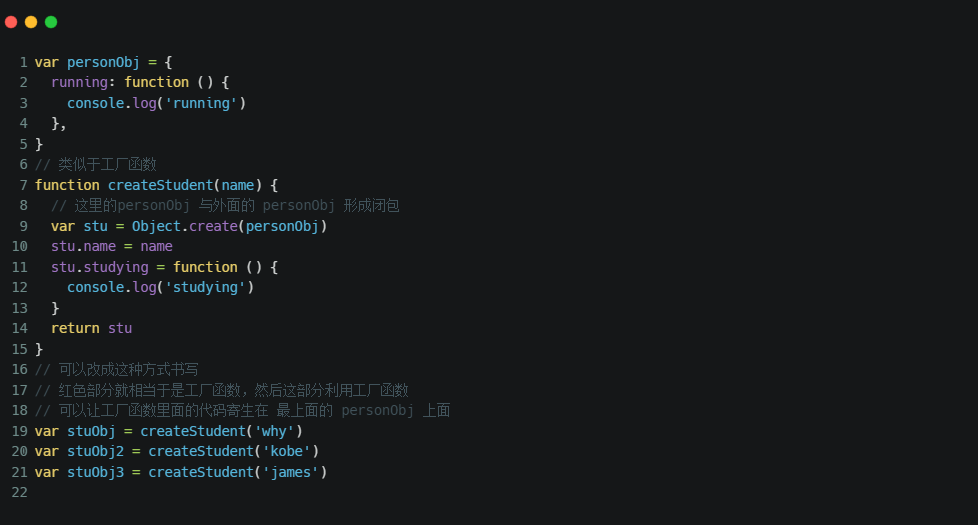 1 var personObj = {
2   running: function () {
3     console.log('running')
4   },
5 }
6 // 类似于工厂函数
7 function createStudent(name) {
8   // 这里的personObj 与外面的 personObj 形成闭包
9   var stu = Object.create(personObj)
10   stu.name = name
11   stu.studying = function () {
12     console.log('studying')
13   }
14   return stu
15 }
16 // 可以改成这种方式书写
17 // 红色部分就相当于是工厂函数，然后这部分利用工厂函数
18 // 可以让工厂函数里面的代码寄生在 最上面的 personObj 上面
19 var stuObj = createStudent('why')
20 var stuObj2 = createStudent('kobe')
21 var stuObj3 = createStudent('james')
22